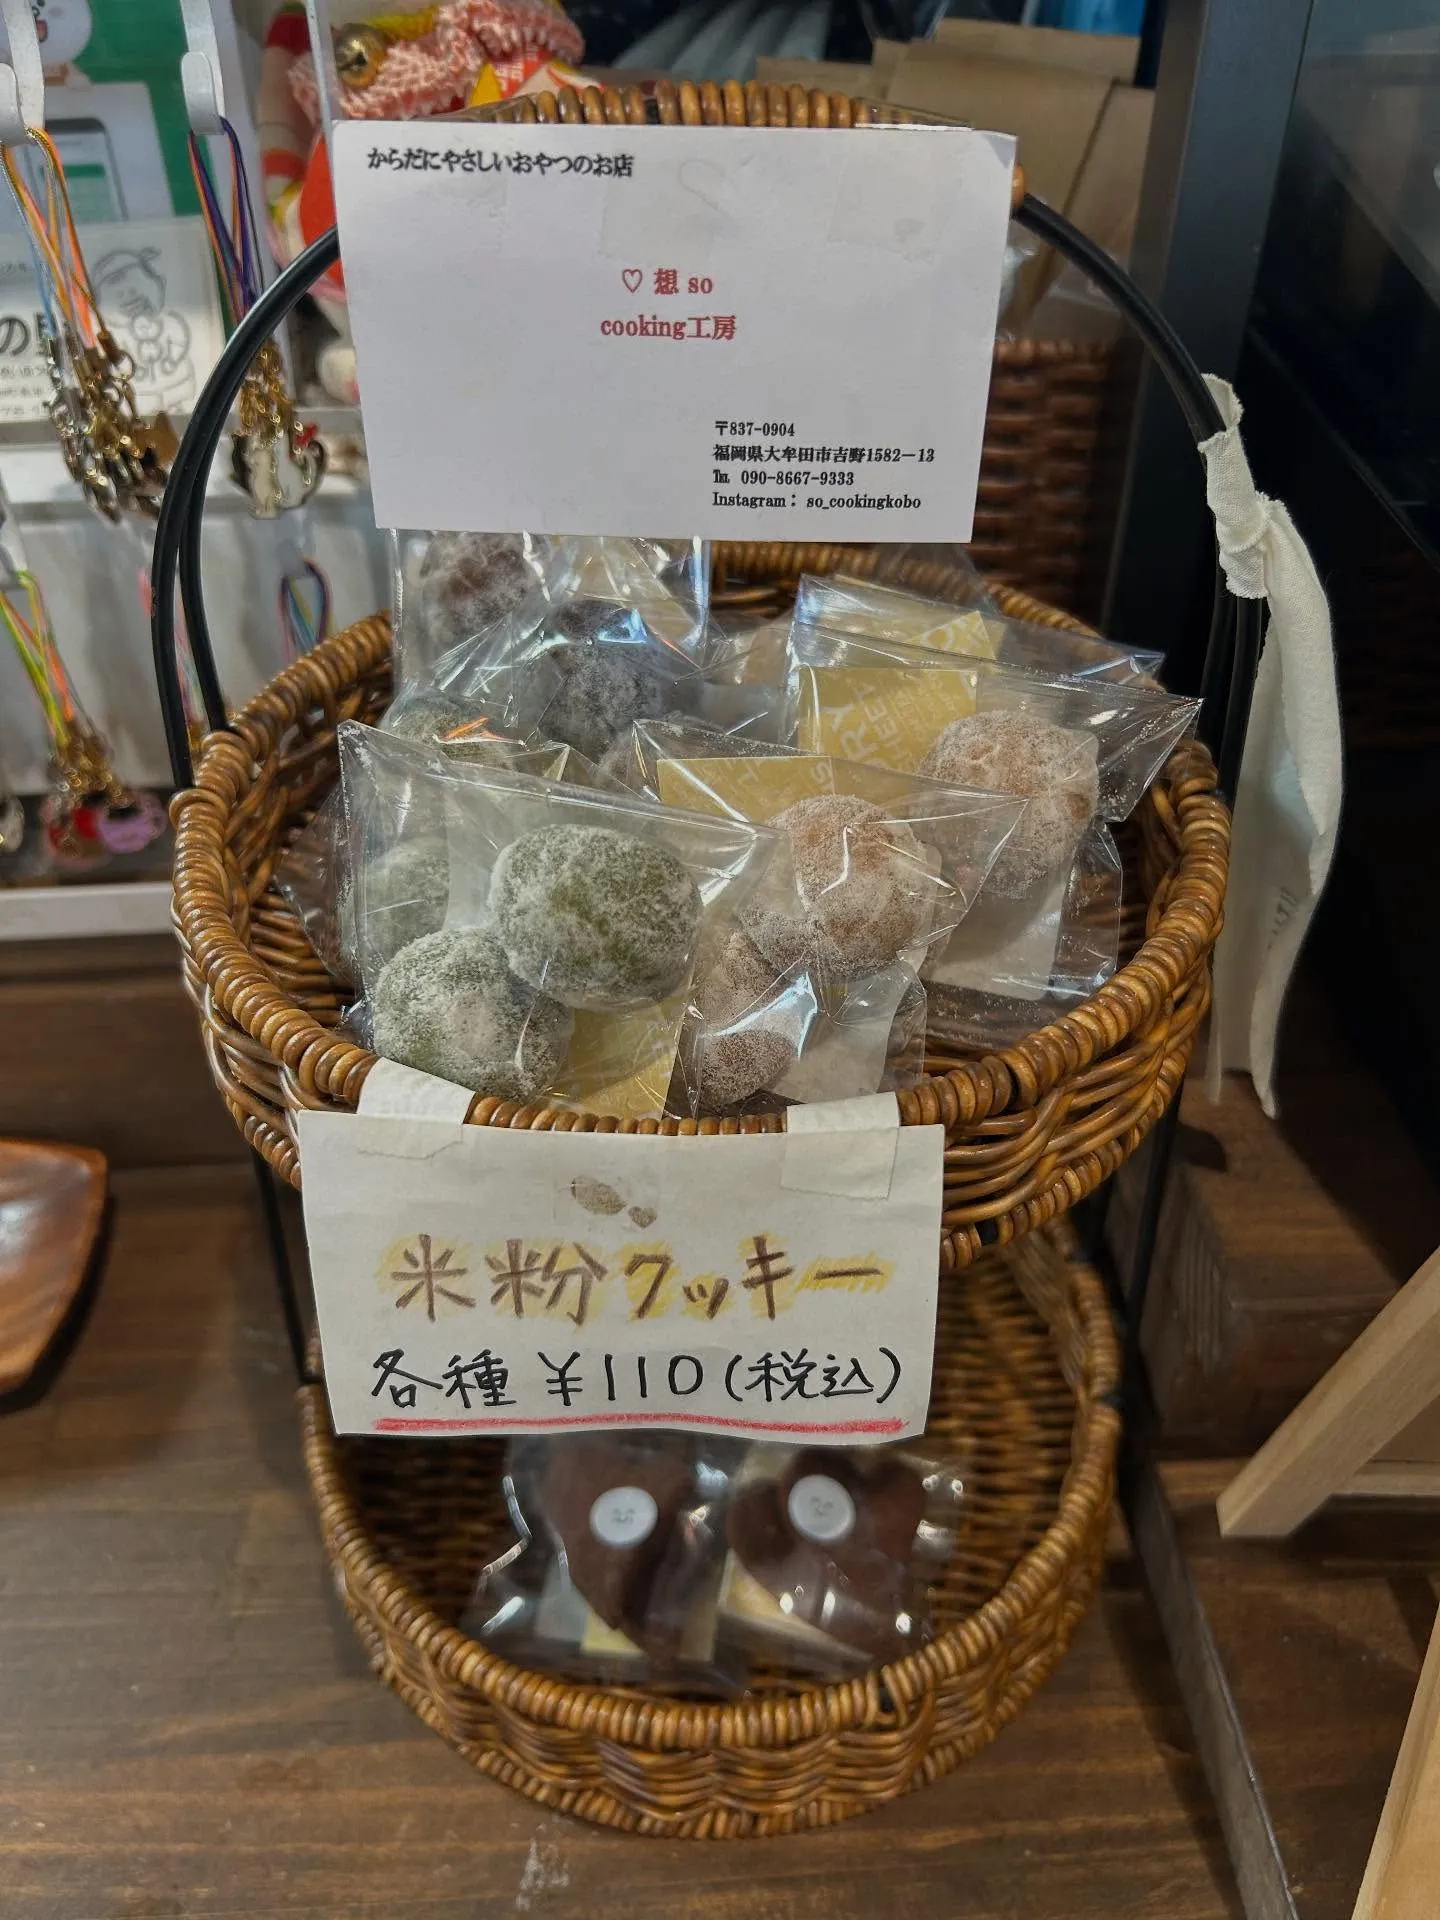 からだにやさしいおやつのお店
♡ 想 so
cooking工房
〒837-0904
福岡県大牟田市吉野1582－13
℡ 090-8667-9333
Instagram： so_cookingkobo
米粉クッキー
各種 ¥110(税込)